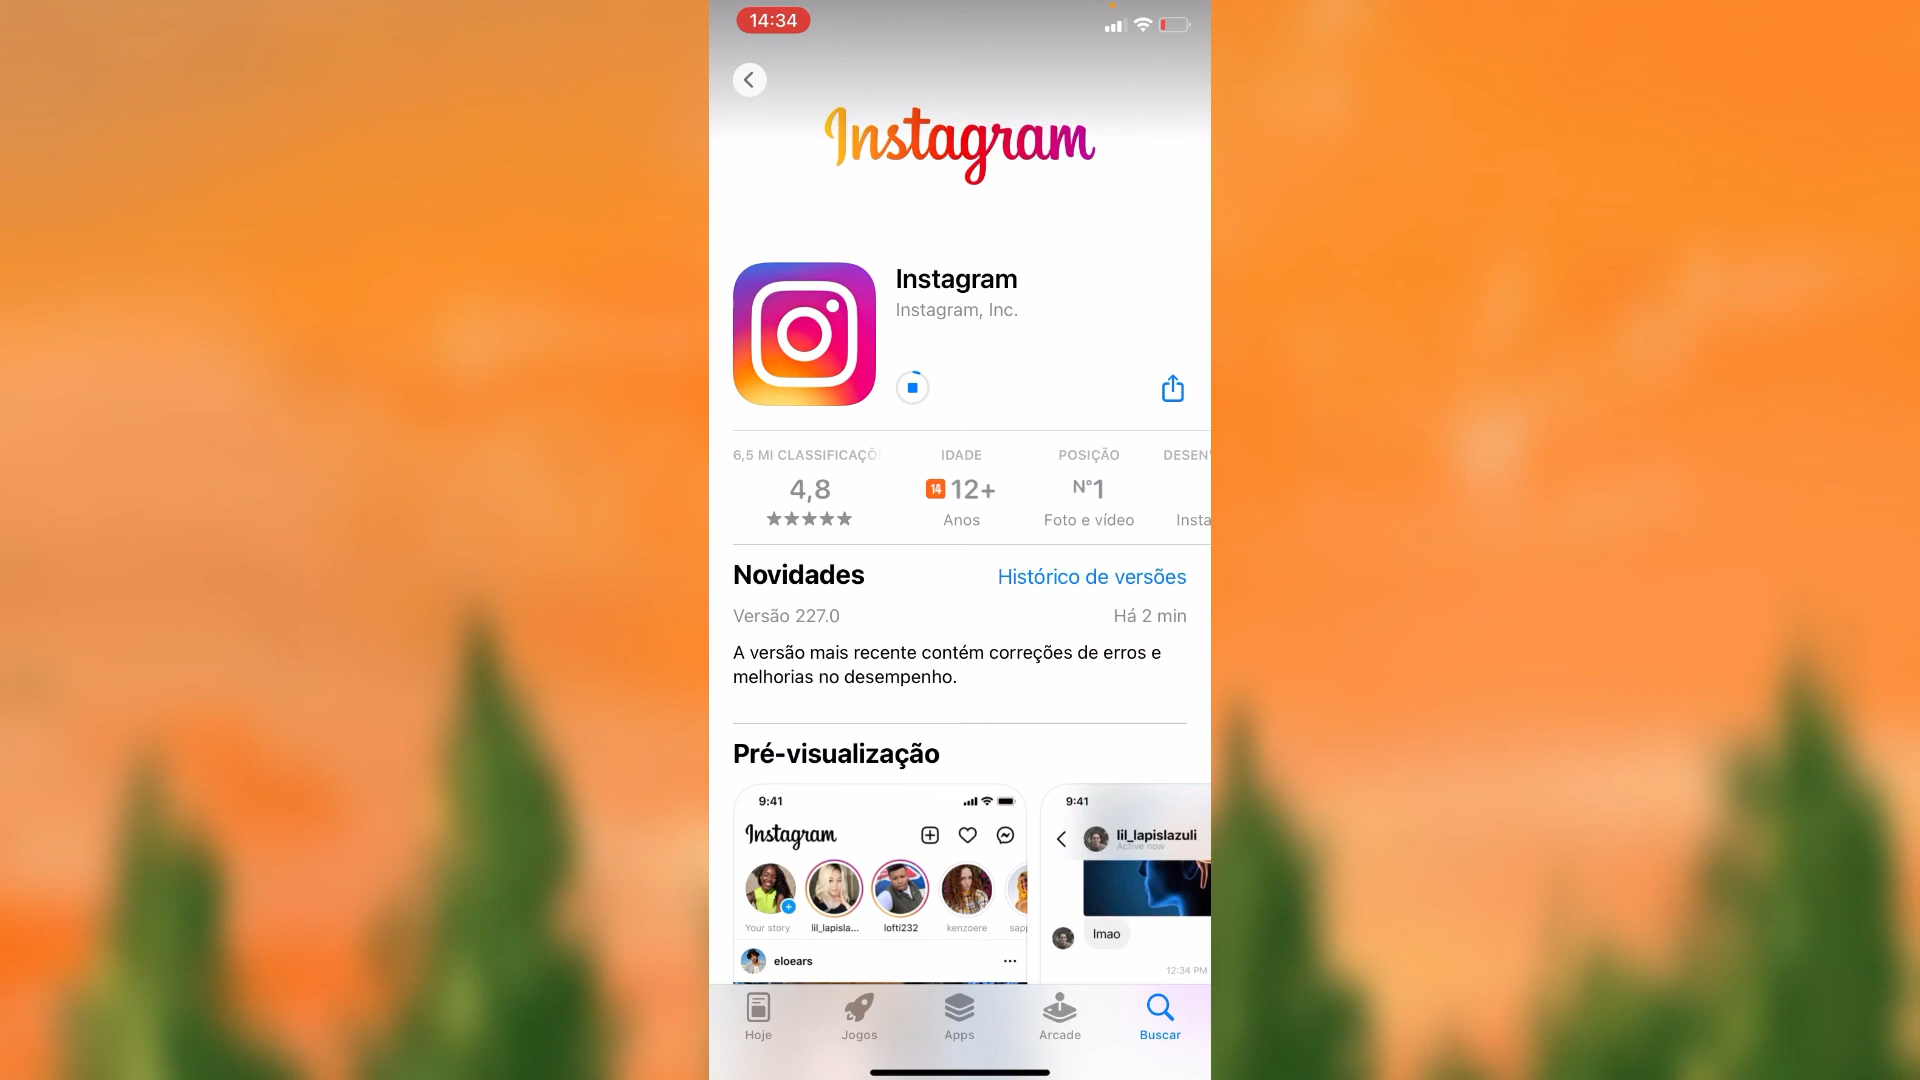 14:34
Instagram
Instagram
Instagram, Inc.
6,5 MI CLASSIFICAÇÕ
IDADE
POSIÇÃO
DESEN
4,8
14 12+
Nº1
Anos
Foto e vídeo
Insta
Novidades
Histórico de versões
Versão 227.0
Há 2 min
A versão mais recente contém correções de erros e
melhorias no desempenho.
Pré-visualização
9:41
Instagram
Your story
lil_lapisla...
lofti232
kenzoere
sapp
eloears
9:41
lil_lapislazuli
Active now
lmao
12:34 PM
Hoje
Jogos
Apps
Arcade
Buscar